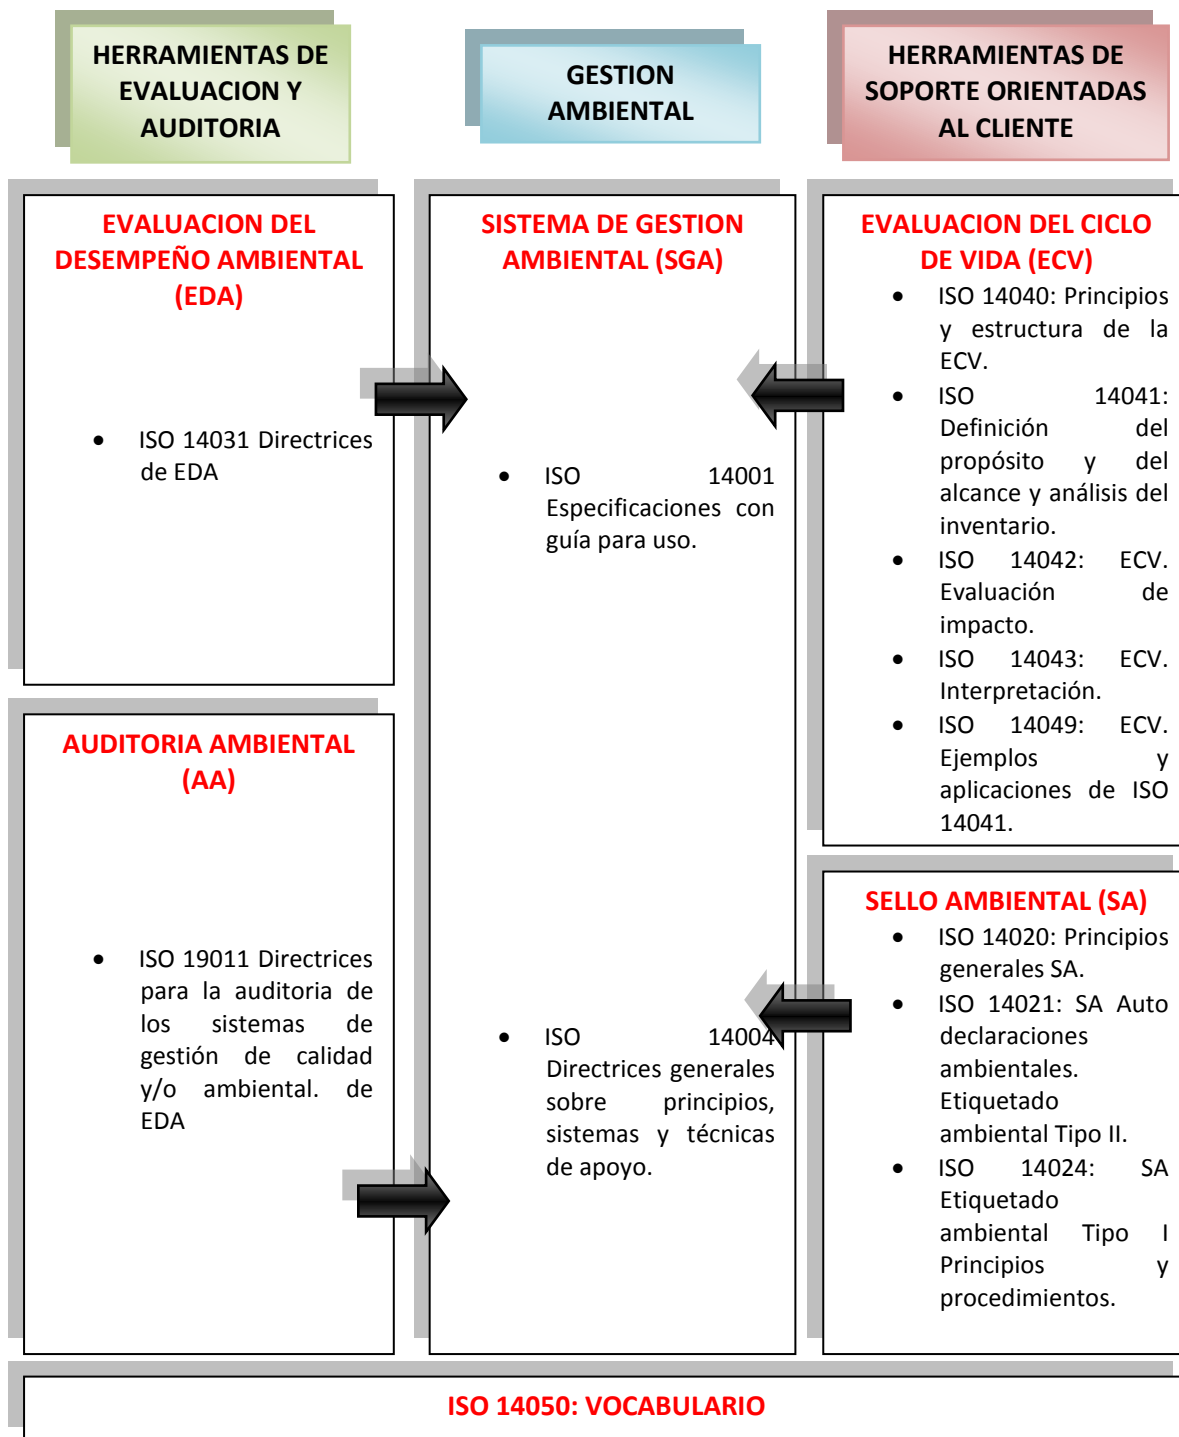 HERRAMIENTAS DE
EVALUACION Y
AUDITORIA
GESTION
AMBIENTAL
HERRAMIENTAS DE
SOPORTE ORIENTADAS
AL CLIENTE
EVALUACION DEL
DESEMPEÑO AMBIENTAL
(EDA)
• ISO 14031 Directrices
de EDA
AUDITORIA AMBIENTAL
(AA)
• ISO 19011 Directrices
para la auditoria de
los sistemas de
gestión de calidad
y/o ambiental. de
EDA
SISTEMA DE GESTION
AMBIENTAL (SGA)
• ISO 14001
Especificaciones con
guía para uso.
• ISO 14004
Directrices generales
sobre principios,
sistemas y técnicas
de apoyo.
EVALUACION DEL CICLO
DE VIDA (ECV)
• ISO 14040: Principios
y estructura de la
ECV.
• ISO 14041:
Definición del
propósito y del
alcance y análisis del
inventario.
• ISO 14042: ECV.
Evaluación de
impacto.
• ISO 14043: ECV.
Interpretación.
• ISO 14049: ECV.
Ejemplos y
aplicaciones de ISO
14041.
SELLO AMBIENTAL (SA)
• ISO 14020: Principios
generales SA.
• ISO 14021: SA Auto
declaraciones
ambientales.
Etiquetado
ambiental Tipo II.
• ISO 14024: SA
Etiquetado
ambiental Tipo I
Principios y
procedimientos.
ISO 14050: VOCABULARIO